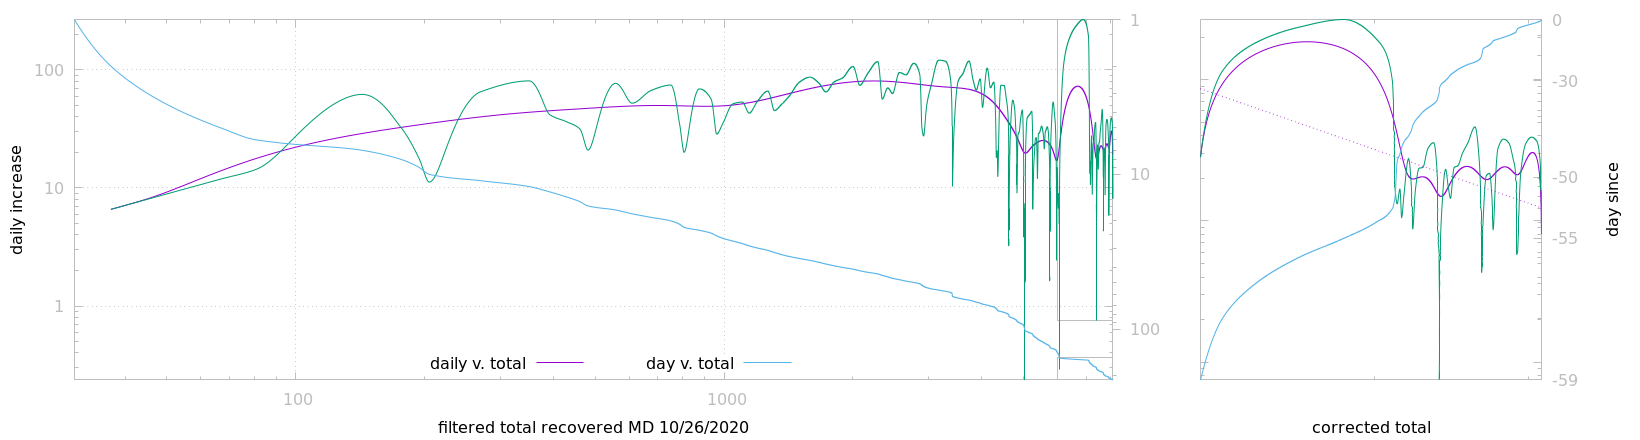 daily increase
100
10
1
100
1000
1
10
100
daily v. total
day v. total
filtered total recovered MD 10/26/2020
0
-30
-50
-55
-59
day since
corrected total